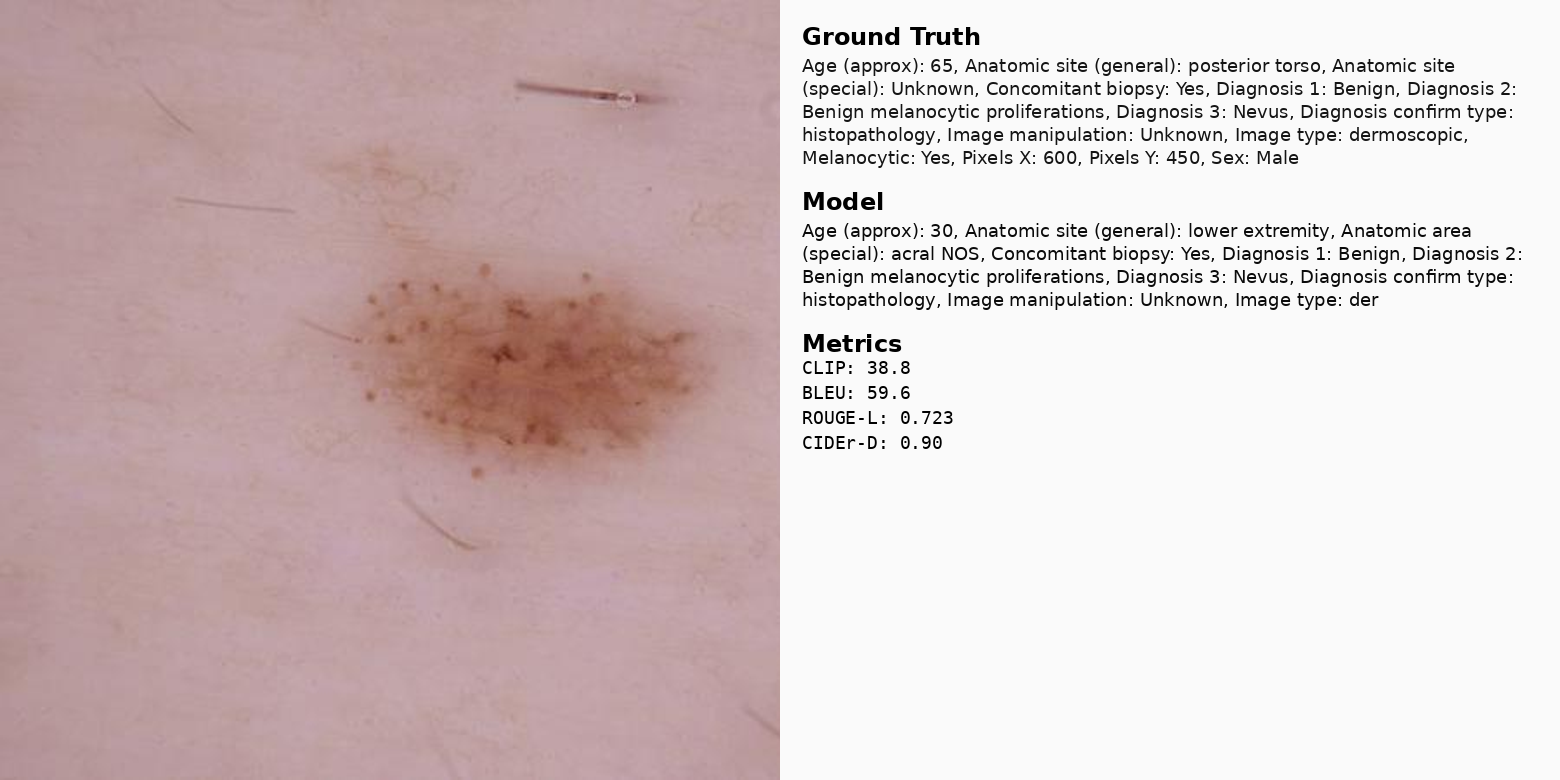 Ground Truth
Age (approx): 65, Anatomic site (general): posterior torso, Anatomic site
(special): Unknown, Concomitant biopsy: Yes, Diagnosis 1: Benign, Diagnosis 2:
Benign melanocytic proliferations, Diagnosis 3: Nevus, Diagnosis confirm type:
histopathology, Image manipulation: Unknown, Image type: dermoscopic,
Melanocytic: Yes, Pixels X: 600, Pixels Y: 450, Sex: Male
Model
Age (approx): 30, Anatomic site (general): lower extremity, Anatomic area
(special): acral NOS, Concomitant biopsy: Yes, Diagnosis 1: Benign, Diagnosis 2:
Benign melanocytic proliferations, Diagnosis 3: Nevus, Diagnosis confirm type:
histopathology, Image manipulation: Unknown, Image type: der
Metrics
CLIP: 38.8
BLEU: 59.6
ROUGE-L: 0.723
CIDEr-D: 0.90